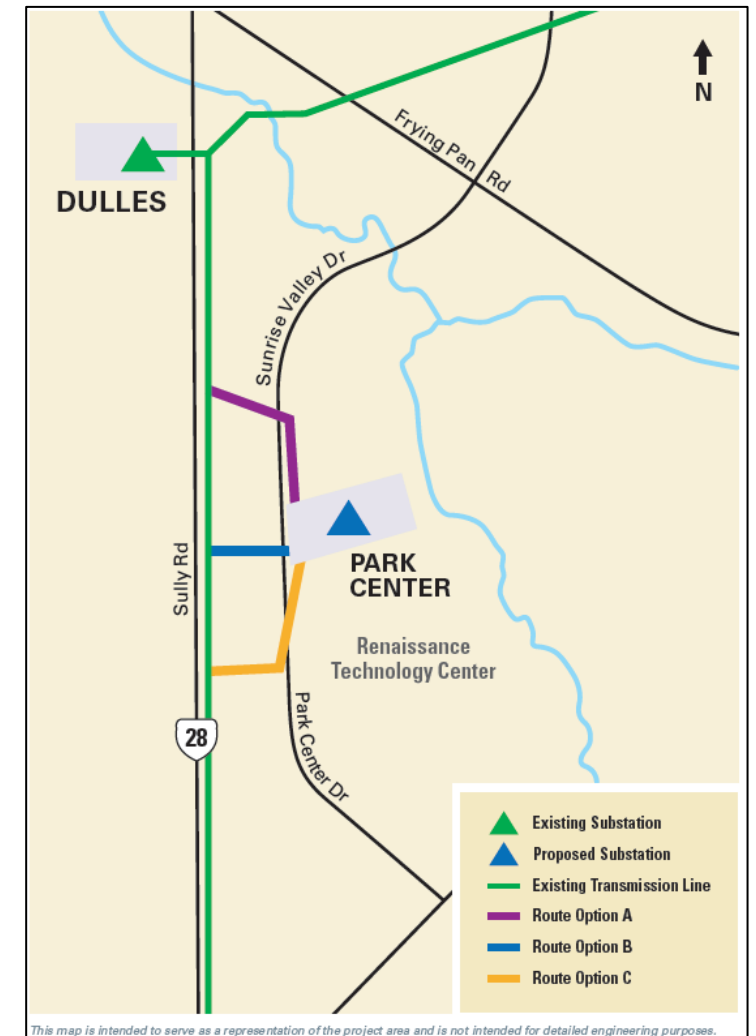 N
Frying Pan Rd
DULLES
Sunrise Valley Dr
Sully Rd
PARK
CENTER
Renaissance
Technology Center
28
Park Center Dr
Existing Substation
Proposed Substation
Existing Transmission Line
Route Option A
Route Option B
Route Option C
This map is intended to serve as a representation of the project area and is not intended for detailed engineering purposes.